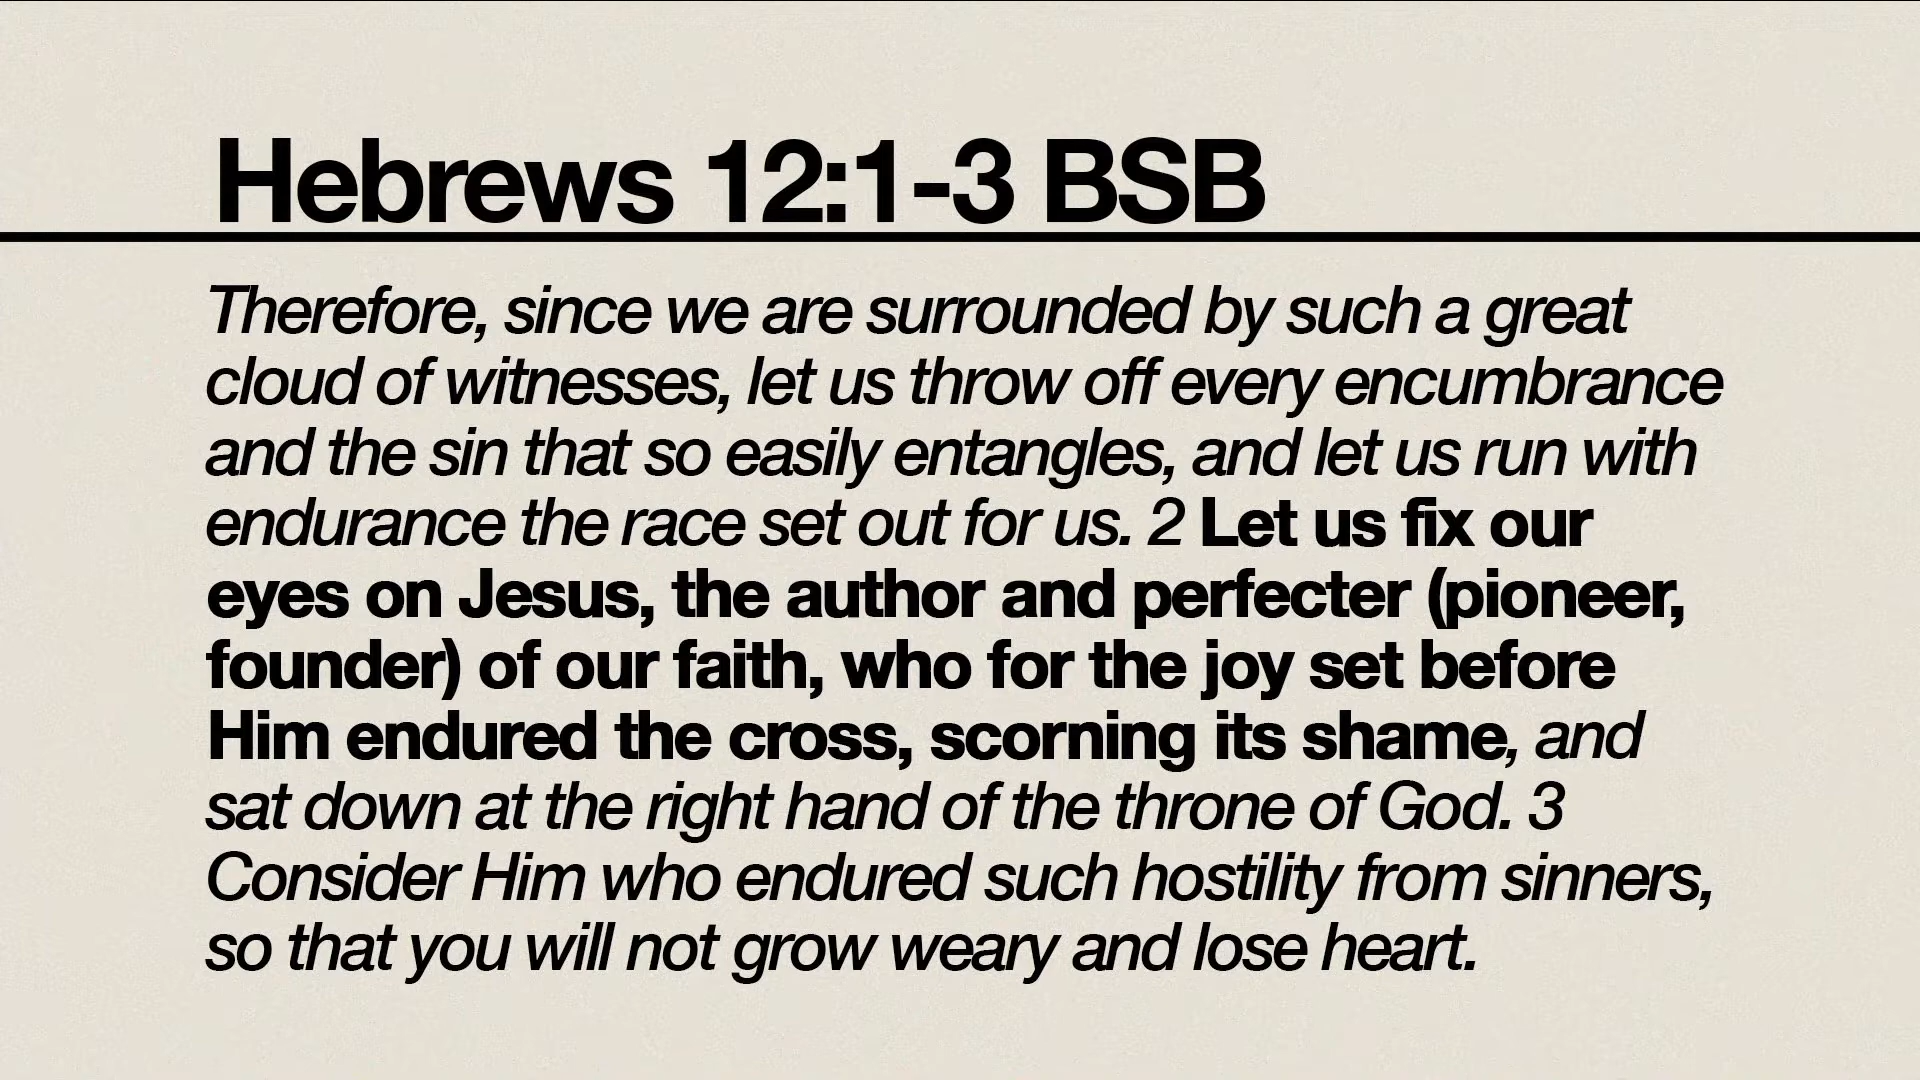 Hebrews 12:1-3 BSB
Therefore, since we are surrounded by such a great
cloud of witnesses, let us throw off every encumbrance
and the sin that so easily entangles, and let us run with
endurance the race set out for us. 2 Let us fix our
eyes on Jesus, the author and perfecter (pioneer,
founder) of our faith, who for the joy set before
Him endured the cross, scorning its shame, and
sat down at the right hand of the throne of God. 3
Consider Him who endured such hostility from sinners,
so that you will not grow weary and lose heart.